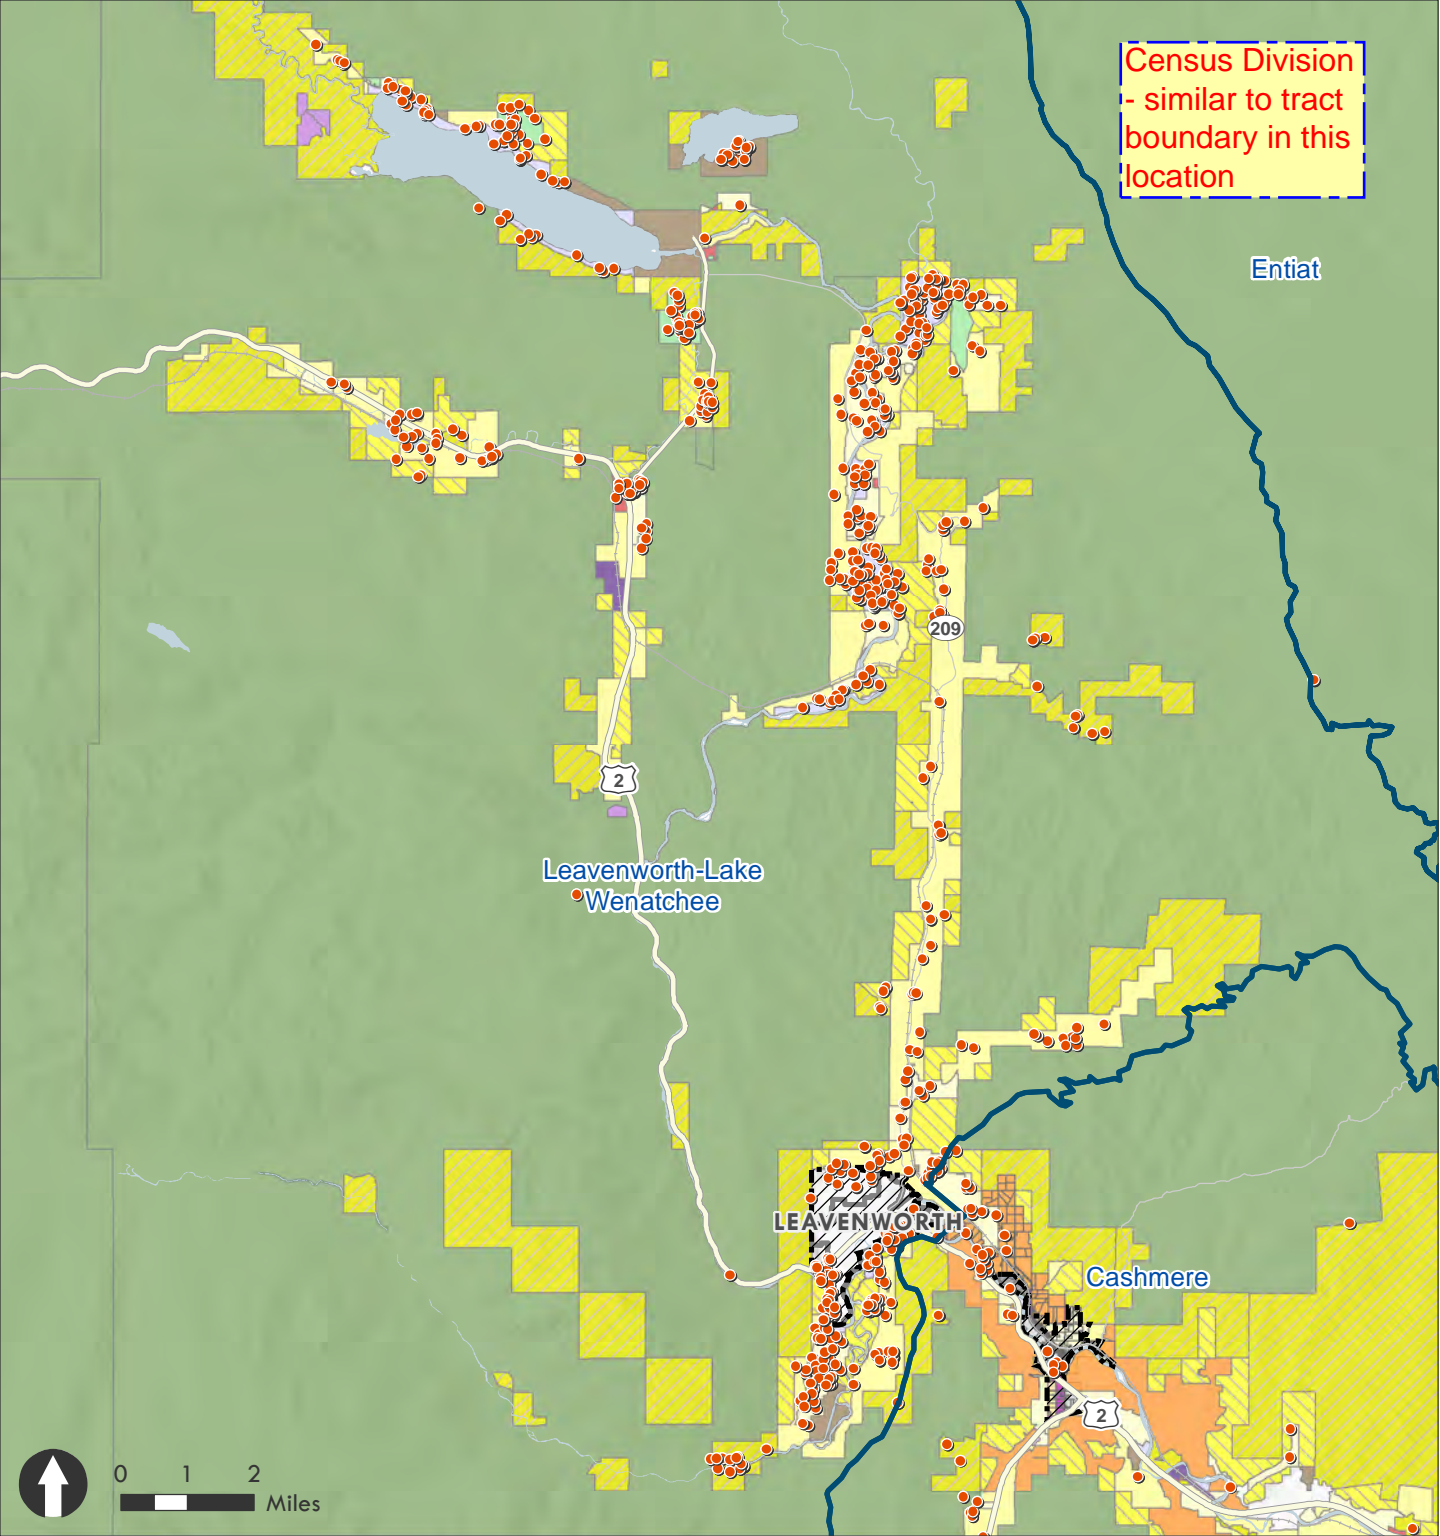 Census Division
- similar to tract
boundary in this
location
Entiat
209
2
Leavenworth-Lake
Wenatchee
LEAVENWORTH
Cashmere
2
0 1 2
Miles